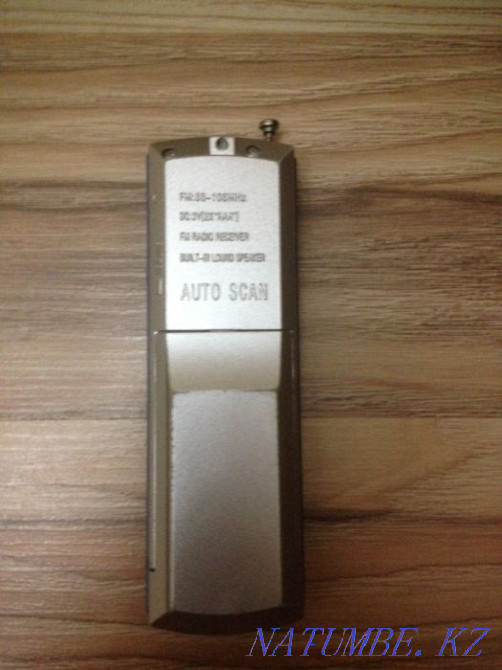 FM:88-108MHz
DC:3V[2X"AAA"]
FM RADIO RECEIVER
BUILT-IN LOUND SPEAKER
AUTO SCAN
NATUMBE.KZ